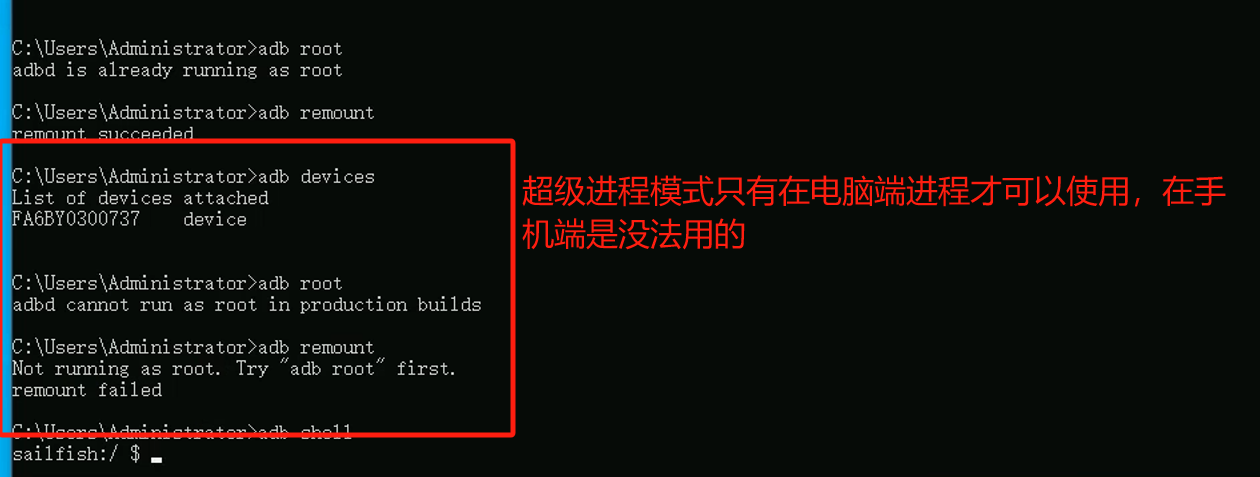 C:\Users\Administrator>adb root
adbd is already running as root
C:\Users\Administrator>adb remount
remount succeeded
C:\Users\Administrator>adb devices
List of devices attached
FA6BY0300737    device
超级进程模式只有在电脑端进程才可以使用，在手
机端是没法用的
C:\Users\Administrator>adb root
adbd cannot run as root in production builds
C:\Users\Administrator>adb remount
Not running as root. Try "adb root" first.
remount failed
C:\Users\Administrator>adb shell
sailfish:/ $